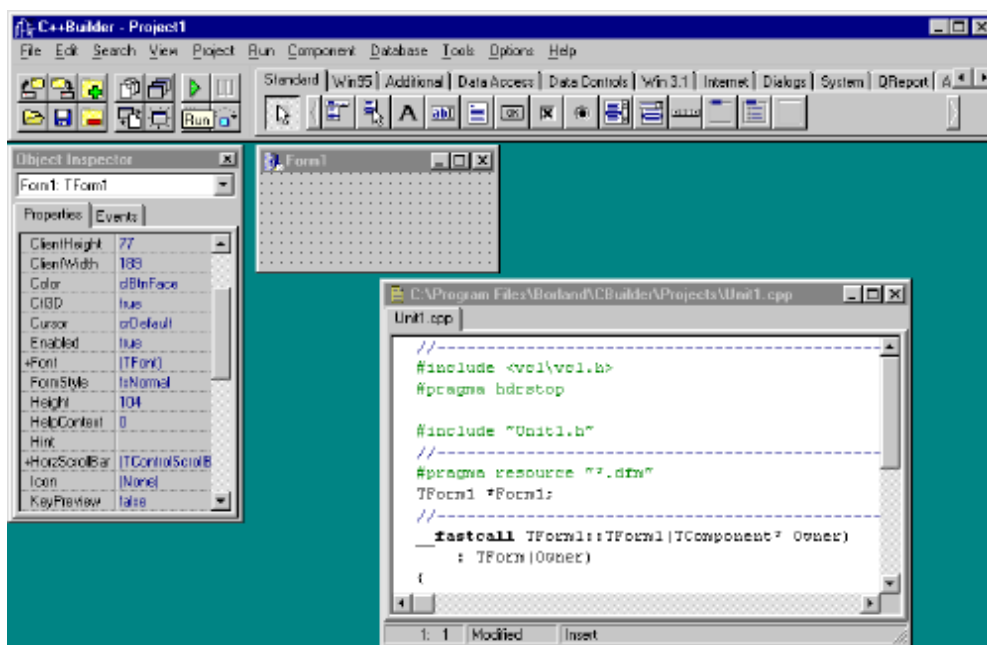 C++Builder - Project1
File Edit Search View Project Run Component Database Tools Options Help
Standard Win95 Additional Data Access Data Controls Win 3.1 Internet Dialogs System QReport A
Run
A ab OK
Object Inspector
Form1: TForm1
Properties Events
ClientHeight 77
ClientWidth 189
Color clBtnFace
Ctl3D true
Cursor crDefault
Enabled true
+Font (TFont)
FormStyle fsNormal
Height 104
HelpContext 0
Hint
+HorzScrollBar (TControlScrollB
Icon (None)
KeyPreview false
Form1
C:\Program Files\Borland\CBuilder\Projects\Unit1.cpp
Unit1.cpp
//---------------------------------------------
#include <vcl\vcl.h>
#pragma hdrstop
#include "Unit1.h"
//---------------------------------------------
#pragma resource "*.dfm"
TForm1 *Form1;
//---------------------------------------------
__fastcall TForm1::TForm1(TComponent* Owner)
: TForm(Owner)
{
1: 1 Modified Insert